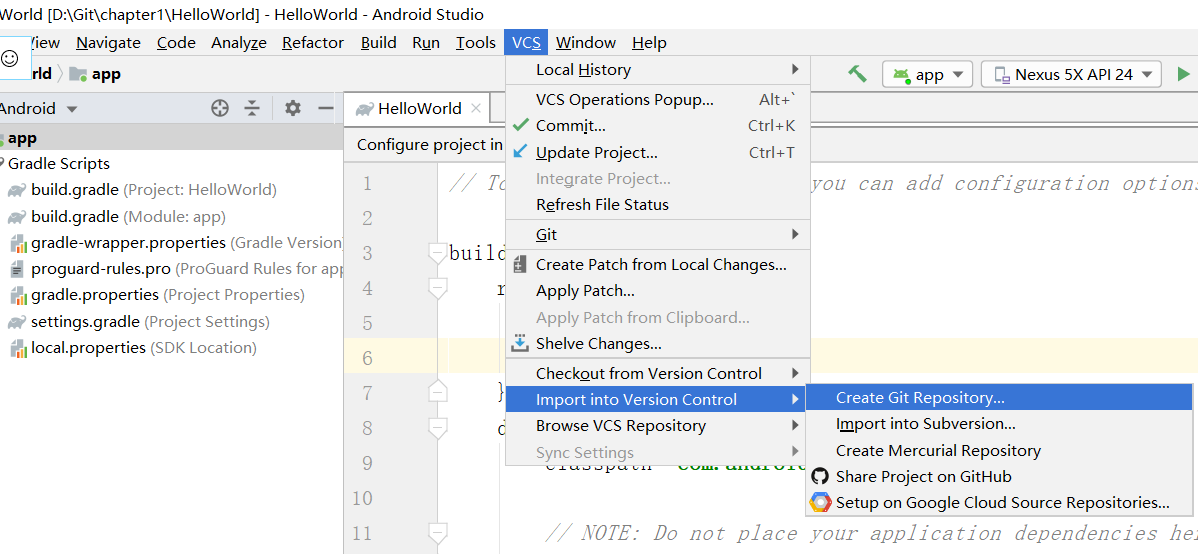 World [D:\Git\chapter1\HelloWorld] - HelloWorld - Android Studio
View Navigate Code Analyze Refactor Build Run Tools VCS Window Help
rld app
app Nexus 5X API 24
Android
HelloWorld
app
Configure project in
Gradle Scripts
build.gradle (Project: HelloWorld)
build.gradle (Module: app)
gradle-wrapper.properties (Gradle Version)
proguard-rules.pro (ProGuard Rules for app
gradle.properties (Project Properties)
settings.gradle (Project Settings)
local.properties (SDK Location)
Local History
VCS Operations Popup... Alt+`
Commit... Ctrl+K
Update Project... Ctrl+T
Integrate Project...
Refresh File Status
Git
Create Patch from Local Changes...
Apply Patch...
Apply Patch from Clipboard...
Shelve Changes...
Checkout from Version Control
Import into Version Control
Browse VCS Repository
Sync Settings
Create Git Repository...
Import into Subversion...
Create Mercurial Repository
Share Project on GitHub
Setup on Google Cloud Source Repositories...
1 // To you can add configuration options
2
3 build
4 r
5
6
7 }
8 d
9 classpath 'com.android
10
11 // NOTE: Do not place your application dependencies he